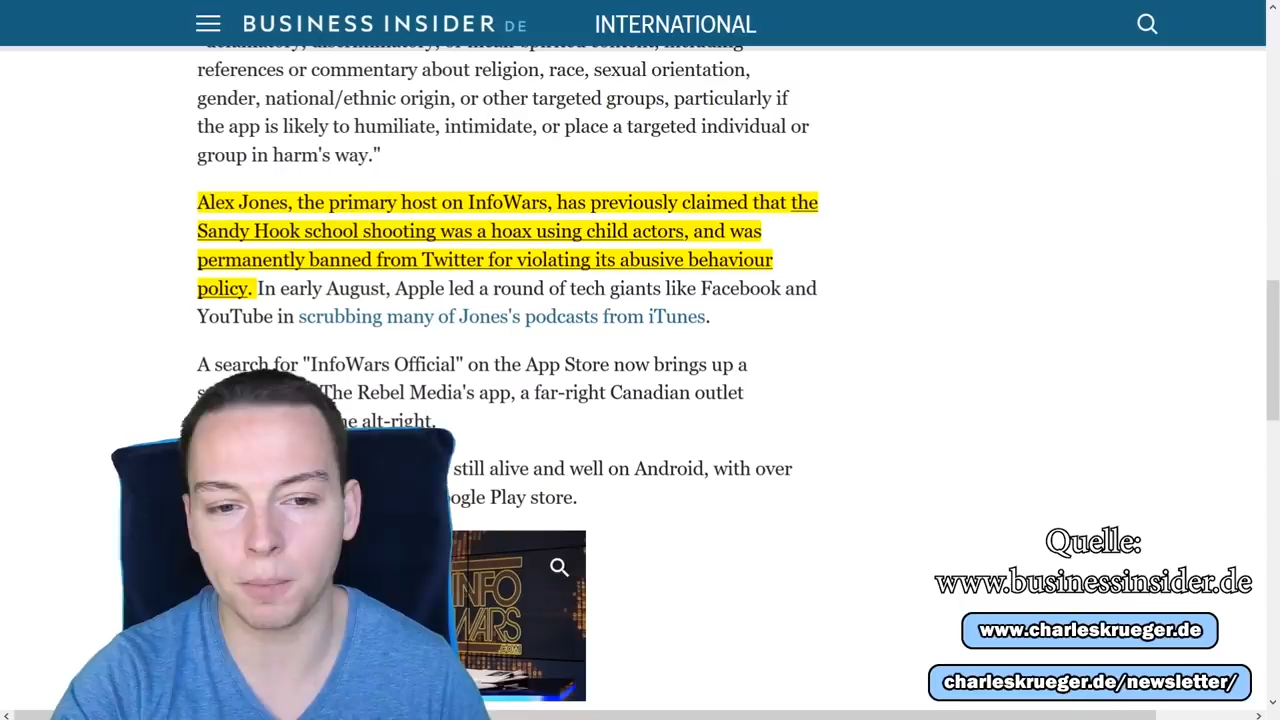 BUSINESS INSIDER DE INTERNATIONAL
references or commentary about religion, race, sexual orientation,
gender, national/ethnic origin, or other targeted groups, particularly if
the app is likely to humiliate, intimidate, or place a targeted individual or
group in harm's way."
Alex Jones, the primary host on InfoWars, has previously claimed that the
Sandy Hook school shooting was a hoax using child actors, and was
permanently banned from Twitter for violating its abusive behaviour
policy. In early August, Apple led a round of tech giants like Facebook and
YouTube in scrubbing many of Jones's podcasts from iTunes.
A search for "InfoWars Official" on the App Store now brings up a
The Rebel Media's app, a far-right Canadian outlet
alt-right.
still alive and well on Android, with over
Play store.
INFO
WARS
.COM
Quelle:
www.businessinsider.de
www.charleskrueger.de
charleskrueger.de/newsletter/